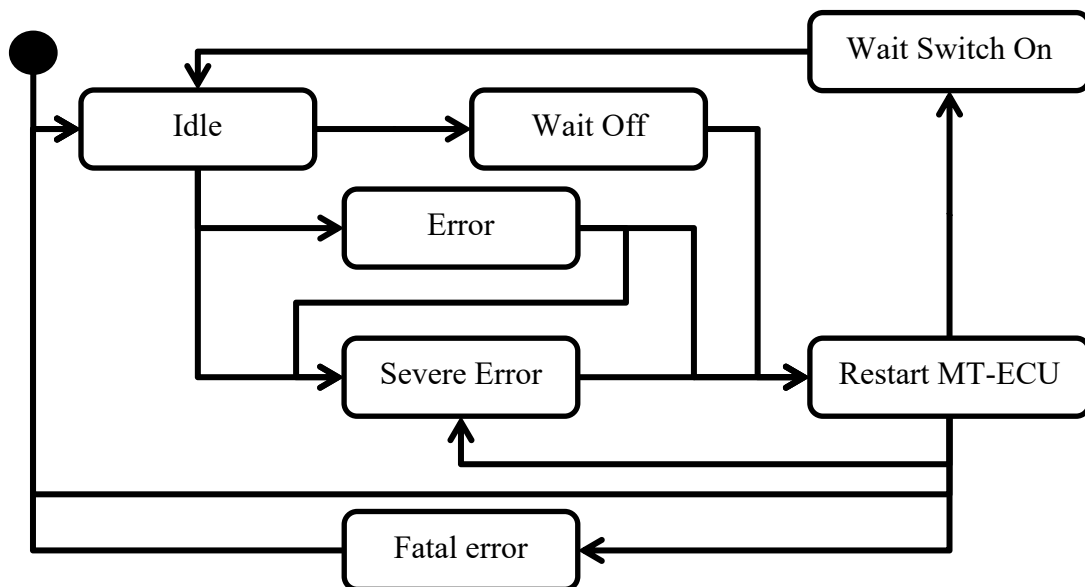 Wait Switch On
Idle
Wait Off
Error
Severe Error
Restart MT-ECU
Fatal error